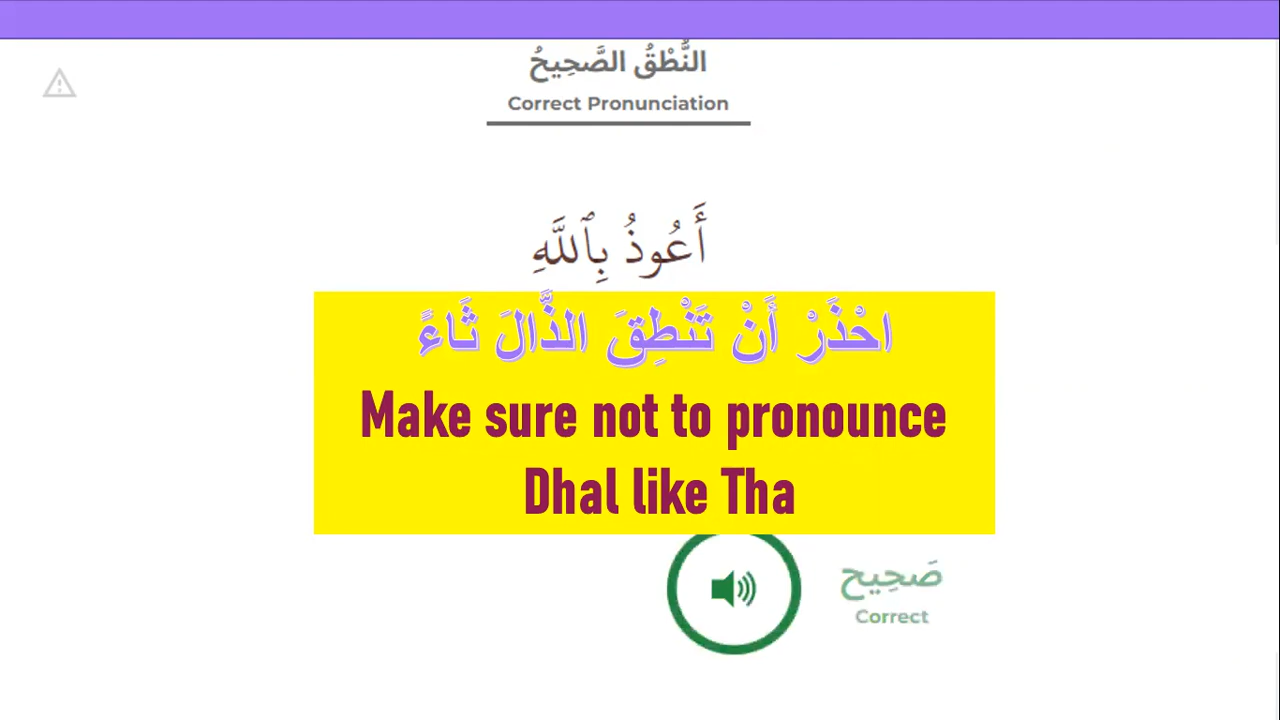 النُّطْقُ الصَّحِيحُ
Correct Pronunciation
أَعُوذُ بِٱللَّهِ
احْذَرْ أَنْ تَنْطِقَ الذَّالَ ثَاءً
Make sure not to pronounce
Dhal like Tha
صَحِيح
Correct